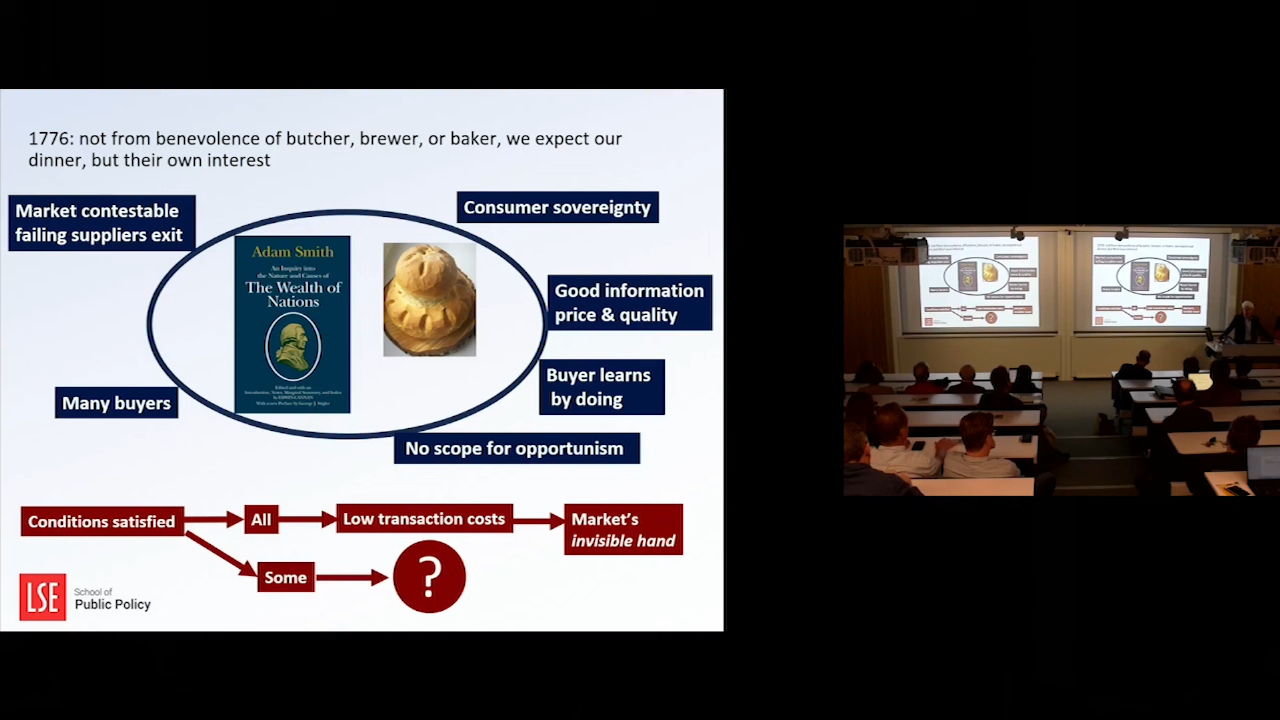 1776: not from benevolence of butcher, brewer, or baker, we expect our
dinner, but their own interest
Market contestable
failing suppliers exit
Consumer sovereignty
Adam Smith
An Inquiry into
the Nature and Causes of
The Wealth of
Nations
Good information
price & quality
Buyer learns
by doing
Many buyers
No scope for opportunism
Conditions satisfied
All
Low transaction costs
Market's
invisible hand
Some
?
LSE
School of
Public Policy